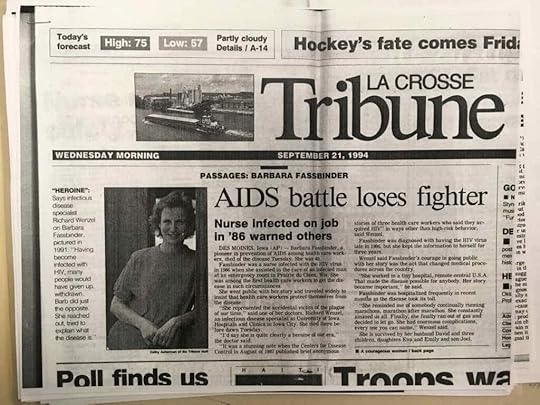 Today's
forecast
High: 75
Low: 57
Partly cloudy
Details / A-14
Hockey's fate comes Frida
LA CROSSE
Tribune
WEDNESDAY MORNING
SEPTEMBER 21, 1994
PASSAGES: BARBARA FASSBINDER
AIDS battle loses fighter
"HEROINE":
Says infectious
disease
specialist
Richard Wenzel
on Barbara
Fassbinder,
pictured in
1991: "Having
become
infected with
HIV, many
people would
have given up,
withdrawn.
Barb did just
the opposite.
She reached
out, tried to
explain what
the disease is."
Nurse infected on job
in '86 warned others
DES MOINES, Iowa (AP) — Barbara Fassbinder, a
pioneer in prevention of AIDS among health care work-
ers, died at the age of
Fassbinder was a nurse infected with the HIV virus
in 1986 when she assisted in the care of an infected man
at an emergency room in Prairie du Chien, Wis. She
was among the first health care workers to get the dis-
ease in such circumstances.
She went public with her story and traveled widely to
insist that health care workers protect themselves from
the disease.
"She represented the accidental victim of the plague
of our time," said one of her doctors, Richard Wenzel,
an infectious disease specialist at University of Iowa
Hospitals and Clinics in Iowa City. She died there be-
fore dawn Tuesday.
"I'd say she is quite clearly a heroine if
the doctor said.
"It was a stunning note when the Centers for Disease
Control in August of 1987 published brief anonymous
stories of three health care workers who said they ac-
quired HIV in ways other than high-risk behavior,"
said Wenzel.
Fassbinder was diagnosed with having the HIV virus
late in 1986, but she kept the information to herself for
three years.
Wenzel said Fassbinder's courage in going public
with her story was the act that changed medical proce-
dures across the country.
"She worked in a tiny hospital, remote central U.S.A.
That made the disease possible for anybody. Her story
became important," he said.
Fassbinder was hospitalized frequently in recent
months as the disease took its toll.
"She reminded me of somebody continually running
marathons, marathon after marathon. She constantly
amazed us all. Finally, she finally ran out of gas and
decided to let go. She had enormous complications,
every one you can name," Wenzel said.
She is survived by her husband David and three
children, daughters Eva and Emily and son Joel.
A courageous women / back page
Poll finds us
HAITI
Troops wa